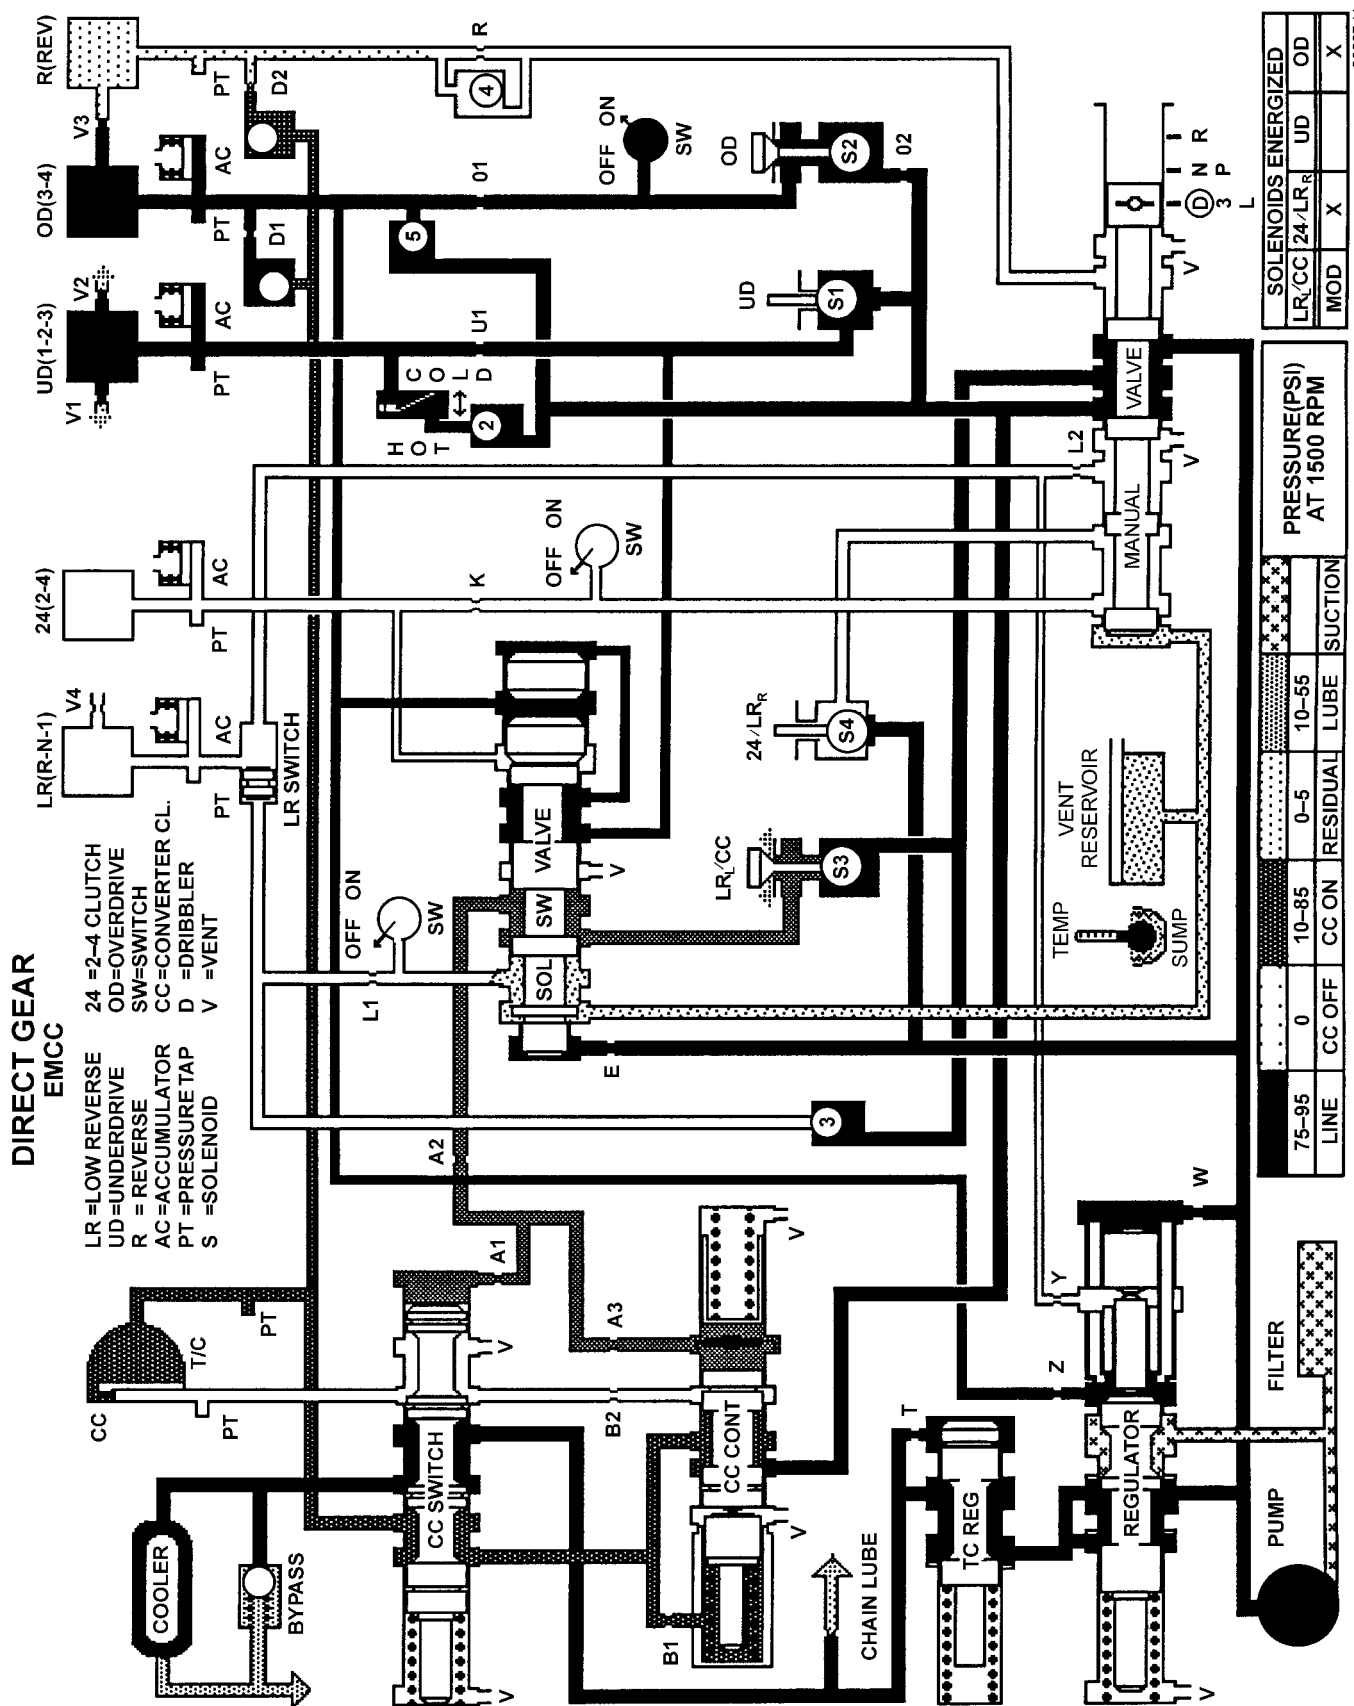 DIRECT GEAR
EMCC
LR =LOW REVERSE
UD=UNDERDRIVE
R = REVERSE
AC=ACCUMULATOR
PT =PRESSURE TAP
S =SOLENOID
24 =2–4 CLUTCH
OD=OVERDRIVE
SW=SWITCH
CC=CONVERTER CL.
D =DRIBBLER
V =VENT
LR(R-N-1)
24(2-4)
UD(1-2-3)
OD(3-4)
R(REV)
V4
V1
V2
V3
PT
AC
PT
AC
PT
AC
PT
AC
PT
D1
D2
R
4
LR SWITCH
CC
T/C
PT
PT
COOLER
BYPASS
CC SWITCH
V
V
A1
A2
A3
B1
B2
CC CONT
V
V
CHAIN LUBE
T
TC REG
L1
OFF
ON
SW
SOL
SW
VALVE
V
E
3
K
OFF
ON
SW
HOT
COLD
2
U1
5
01
OFF
ON
SW
UD
S1
OD
S2
02
LRL/CC
S3
24/LRR
S4
TEMP
SUMP
VENT
RESERVOIR
Z
Y
W
REGULATOR
V
PUMP
FILTER
MANUAL
VALVE
L2
V
V
D
N
R
3
P
L
75–95
0
10–85
0–5
10–55
LINE
CC OFF
CC ON
RESIDUAL
LUBE
SUCTION
PRESSURE(PSI)
AT 1500 RPM
SOLENOIDS ENERGIZED
LRL/CC
24/LRR
UD
OD
MOD
X
X